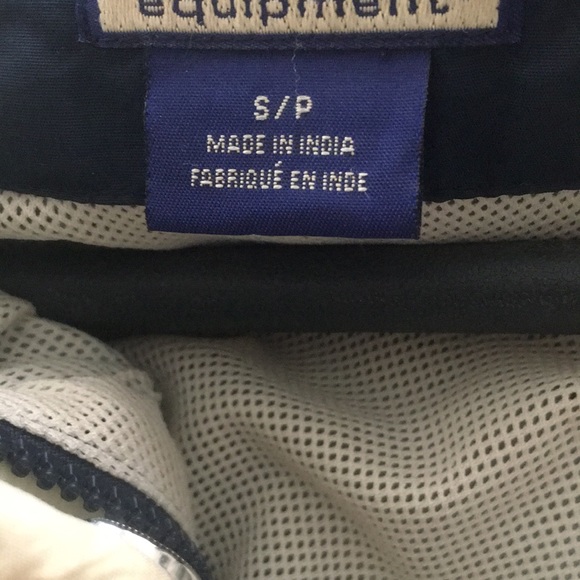 equipment.
S/P
MADE IN INDIA
FABRIQUÉ EN INDE